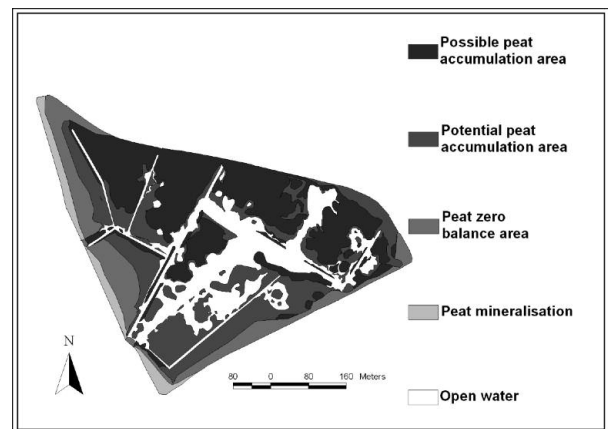 Possible peat
accumulation area
Potential peat
accumulation area
Peat zero
balance area
Peat mineralisation
Open water
N
80 0 80 160 Meters